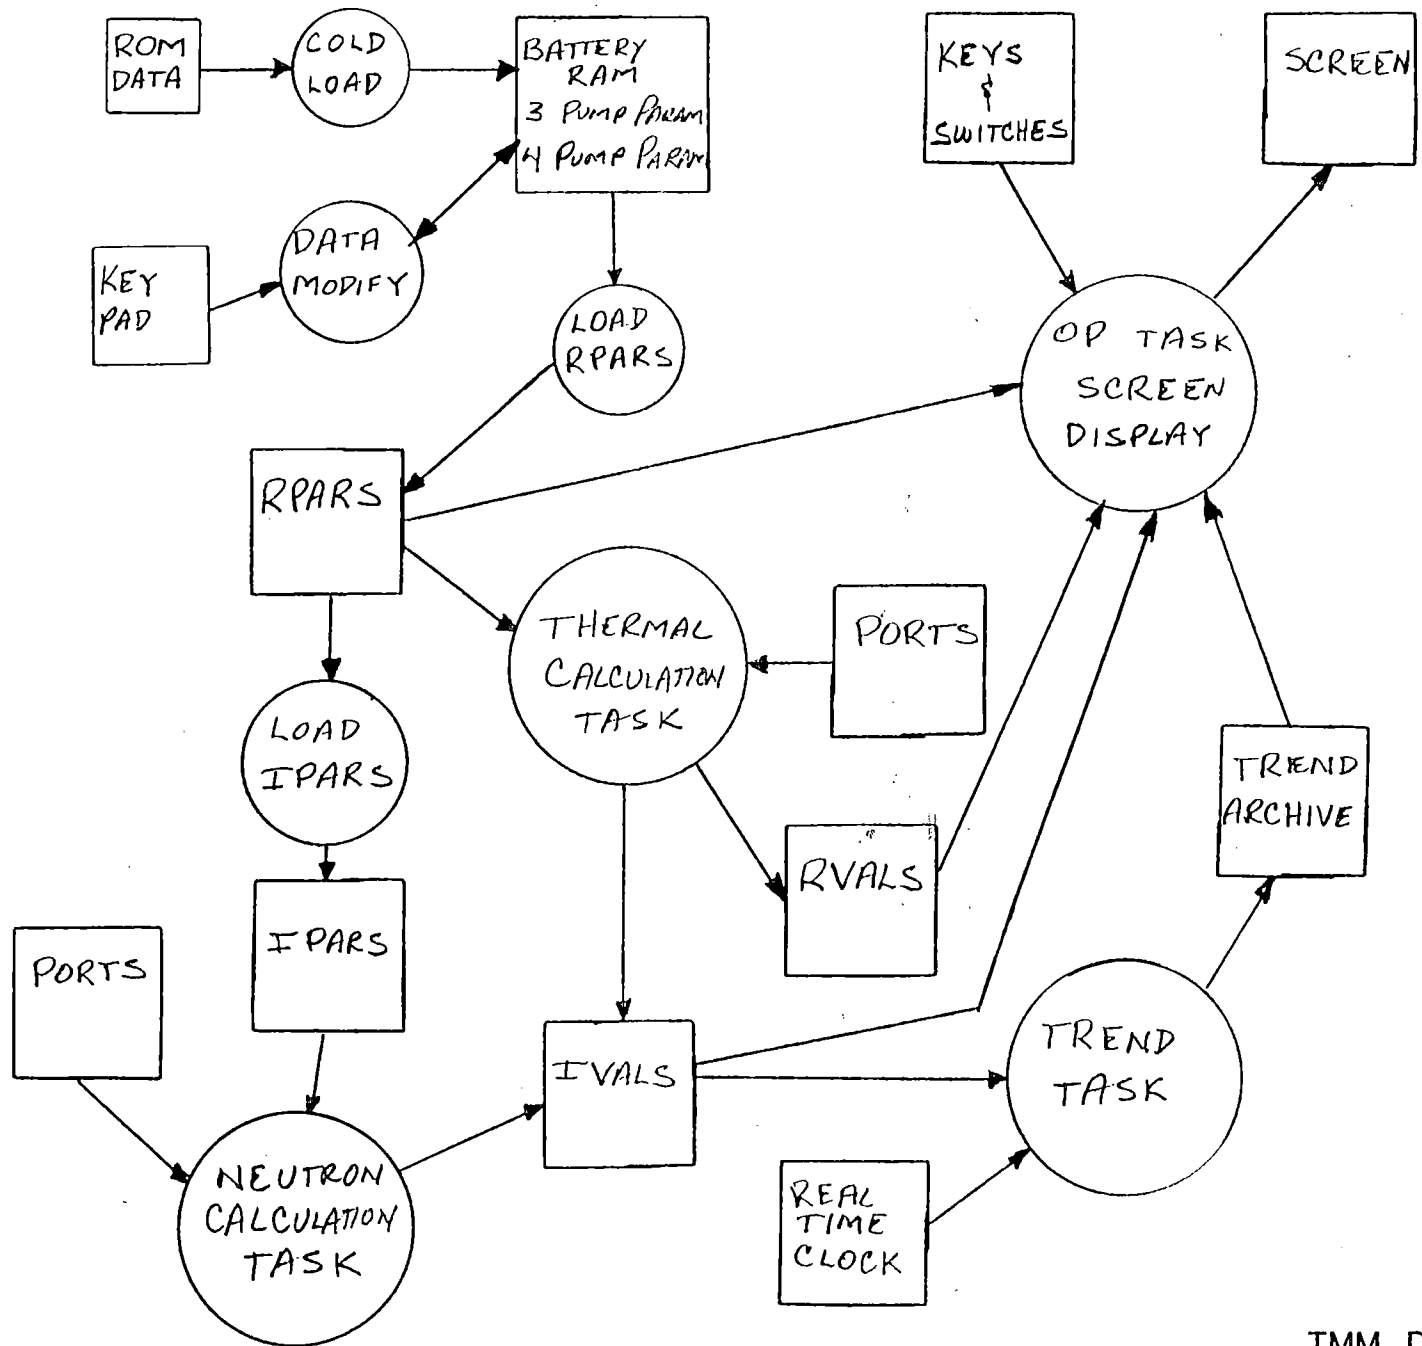 ROM
DATA
COLD
LOAD
BATTERY
RAM
3 PUMP PARAM
4 PUMP PARAM
KEYS
&
SWITCHES
SCREEN
KEY
PAD
DATA
MODIFY
LOAD
RPARS
OP TASK
SCREEN
DISPLAY
RPARS
THERMAL
CALCULATION
TASK
PORTS
LOAD
IPARS
RVALS
TREND
ARCHIVE
PORTS
IPARS
IVALS
TREND
TASK
NEUTRON
CALCULATION
TASK
REAL
TIME
CLOCK